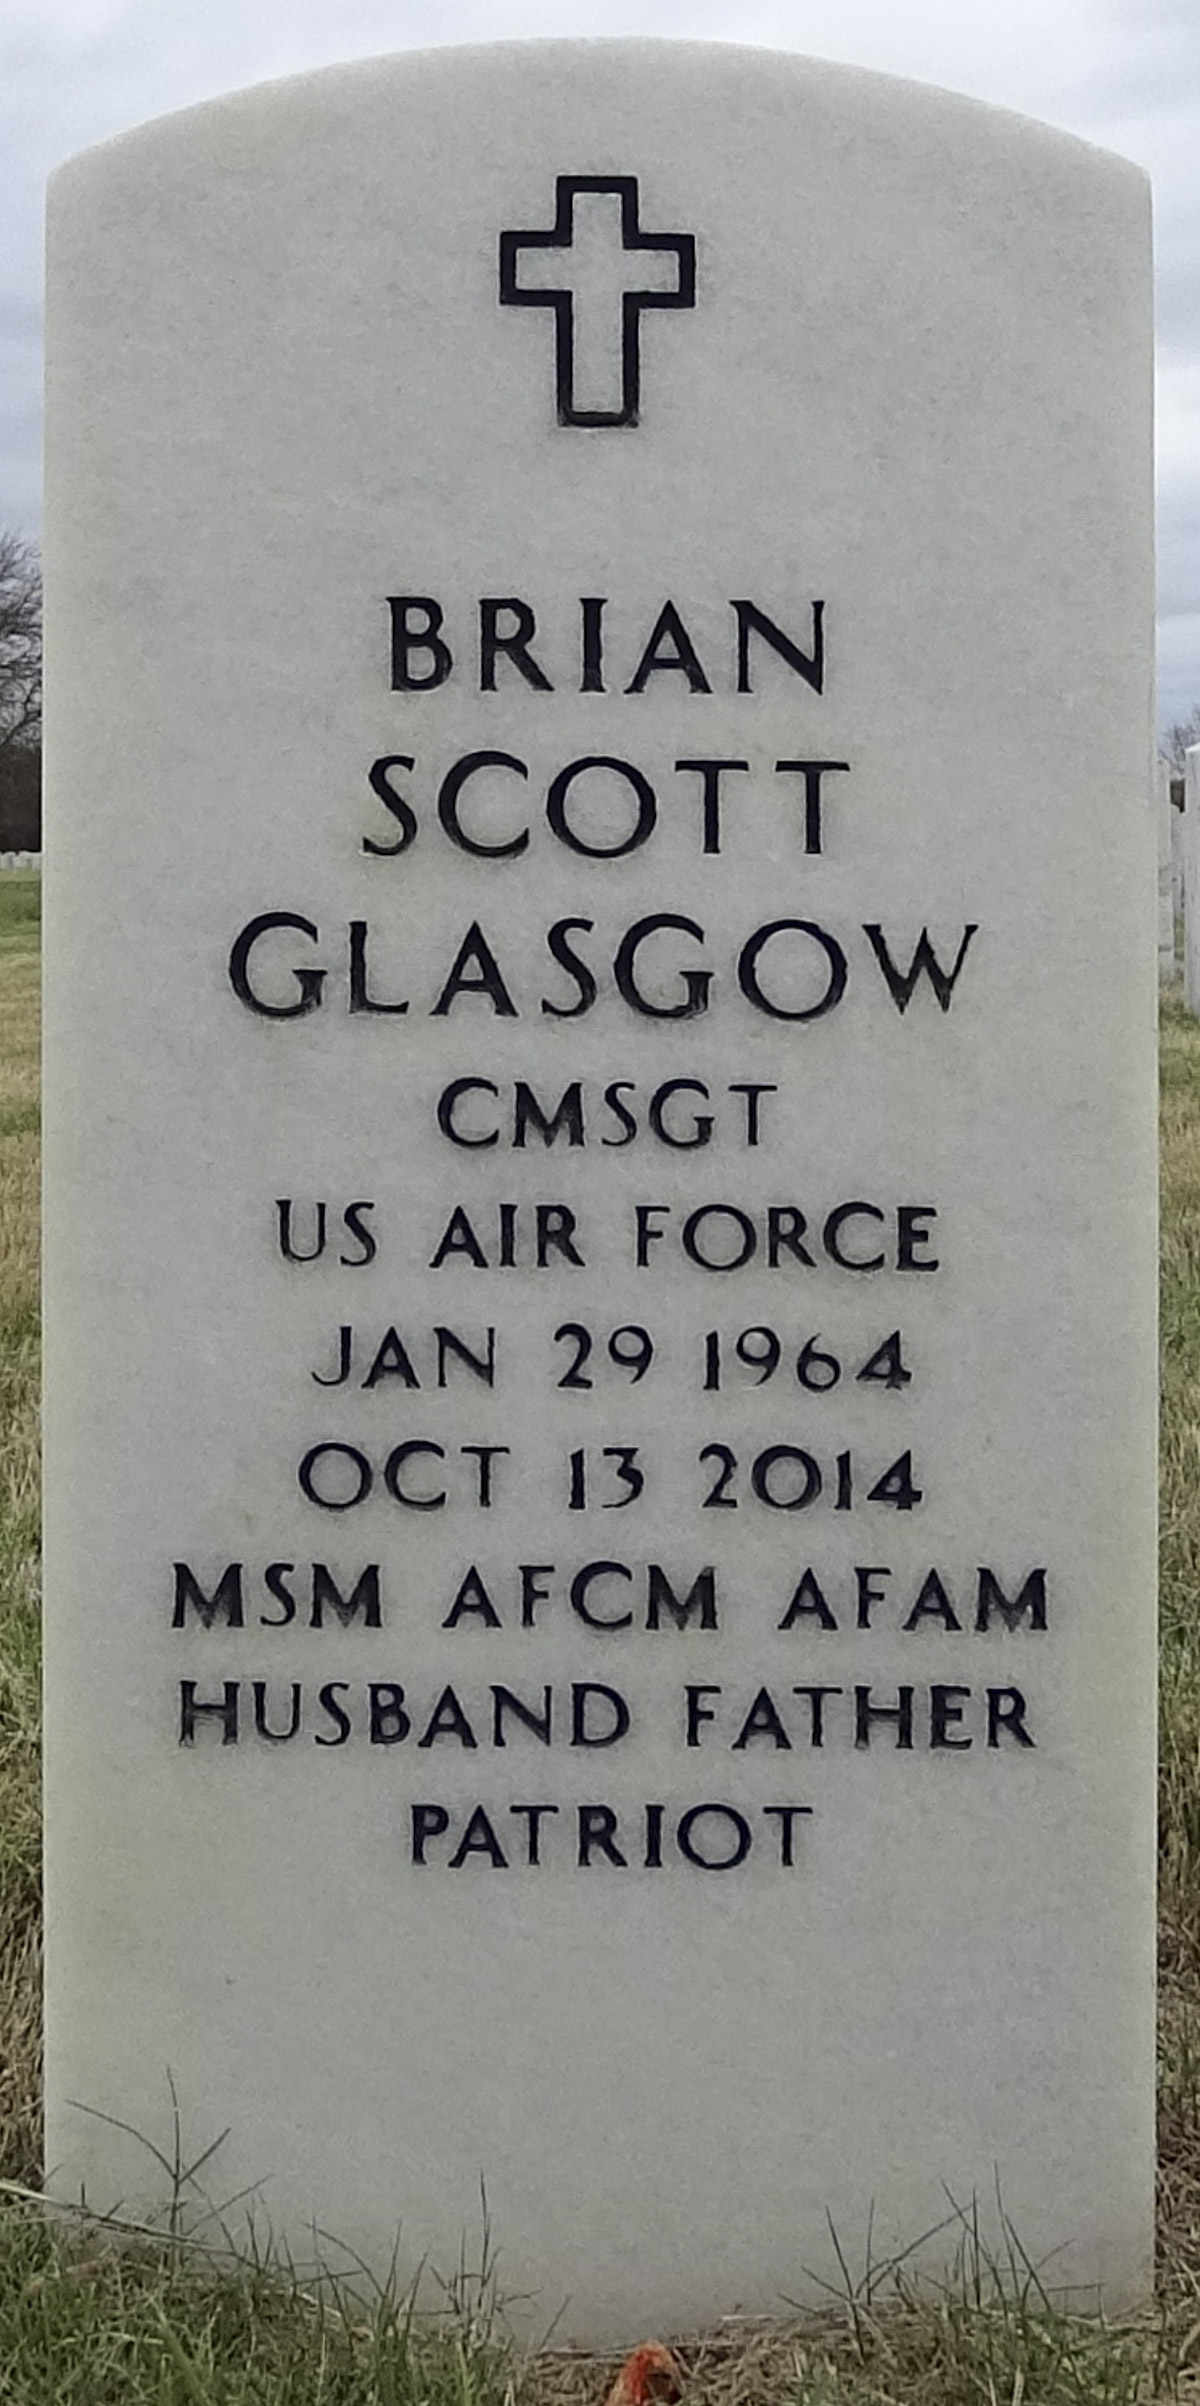 BRIAN
SCOTT
GLASGOW
CMSGT
US AIR FORCE
JAN 29 1964
OCT 13 2014
MSM AFCM AFAM
HUSBAND FATHER
PATRIOT